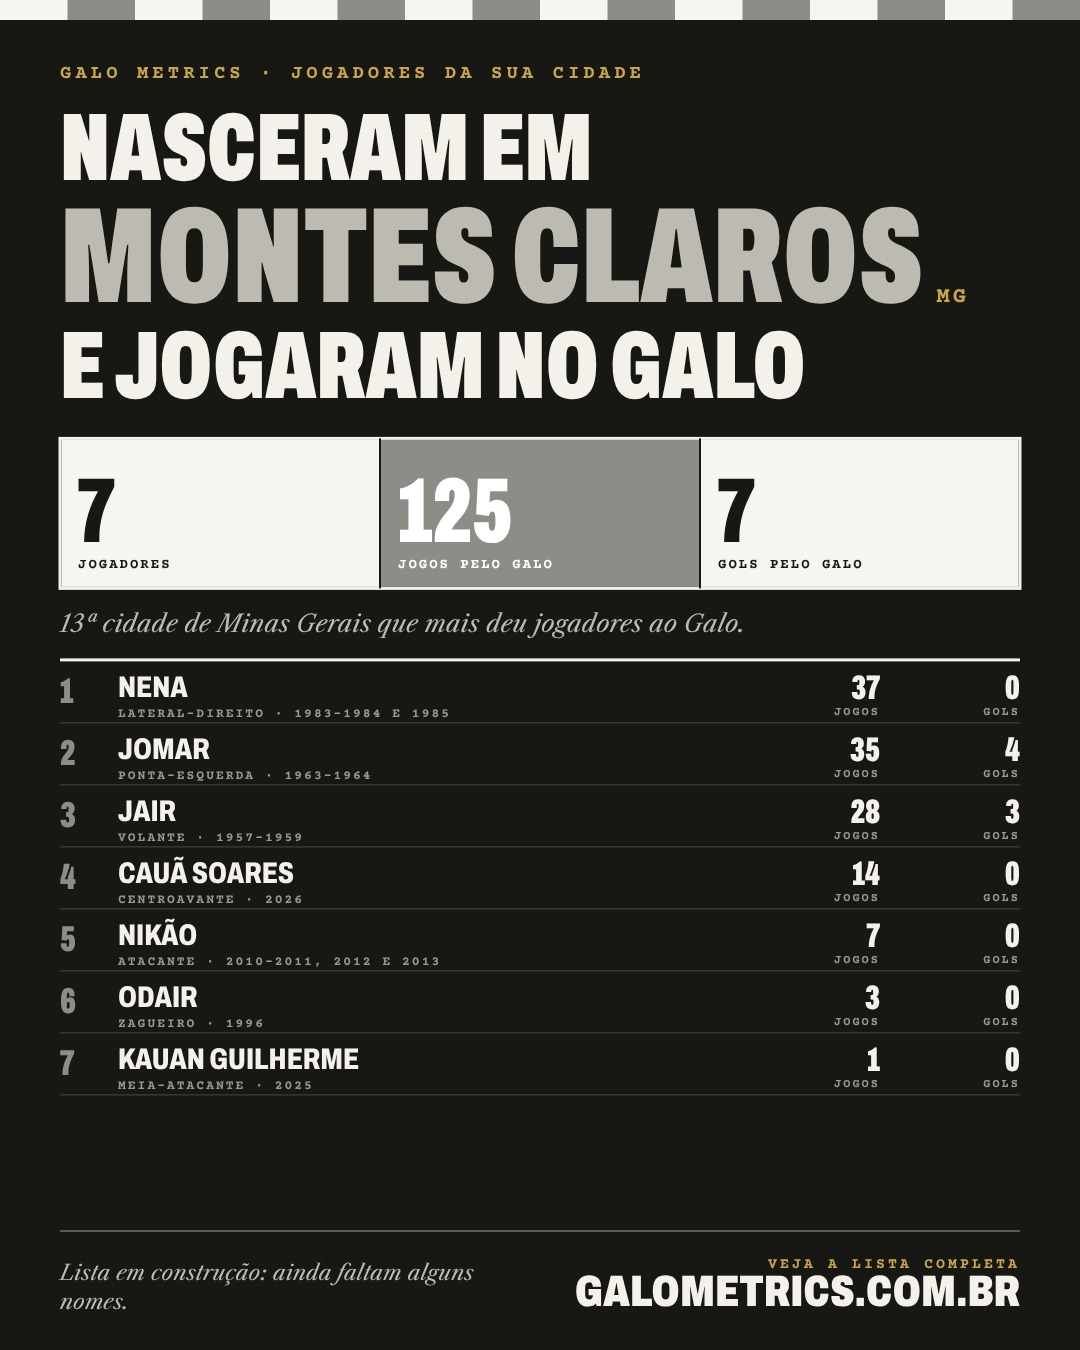 GALO METRICS · JOGADORES DA SUA CIDADE
NASCERAM EM
MONTES CLAROS MG
E JOGARAM NO GALO
7
JOGADORES
125
JOGOS PELO GALO
7
GOLS PELO GALO
13ª cidade de Minas Gerais que mais deu jogadores ao Galo.
1 NENA 37 0
LATERAL-DIREITO · 1983-1984 E 1985 JOGOS GOLS
2 JOMAR 35 4
PONTA-ESQUERDA · 1963-1964 JOGOS GOLS
3 JAIR 28 3
VOLANTE · 1957-1959 JOGOS GOLS
4 CAUÃ SOARES 14 0
CENTROAVANTE · 2026 JOGOS GOLS
5 NIKÃO 7 0
ATACANTE · 2010-2011, 2012 E 2013 JOGOS GOLS
6 ODAIR 3 0
ZAGUEIRO · 1996 JOGOS GOLS
7 KAUAN GUILHERME 1 0
MEIA-ATACANTE · 2025 JOGOS GOLS
Lista em construção: ainda faltam alguns
nomes.
VEJA A LISTA COMPLETA
GALOMETRICS.COM.BR